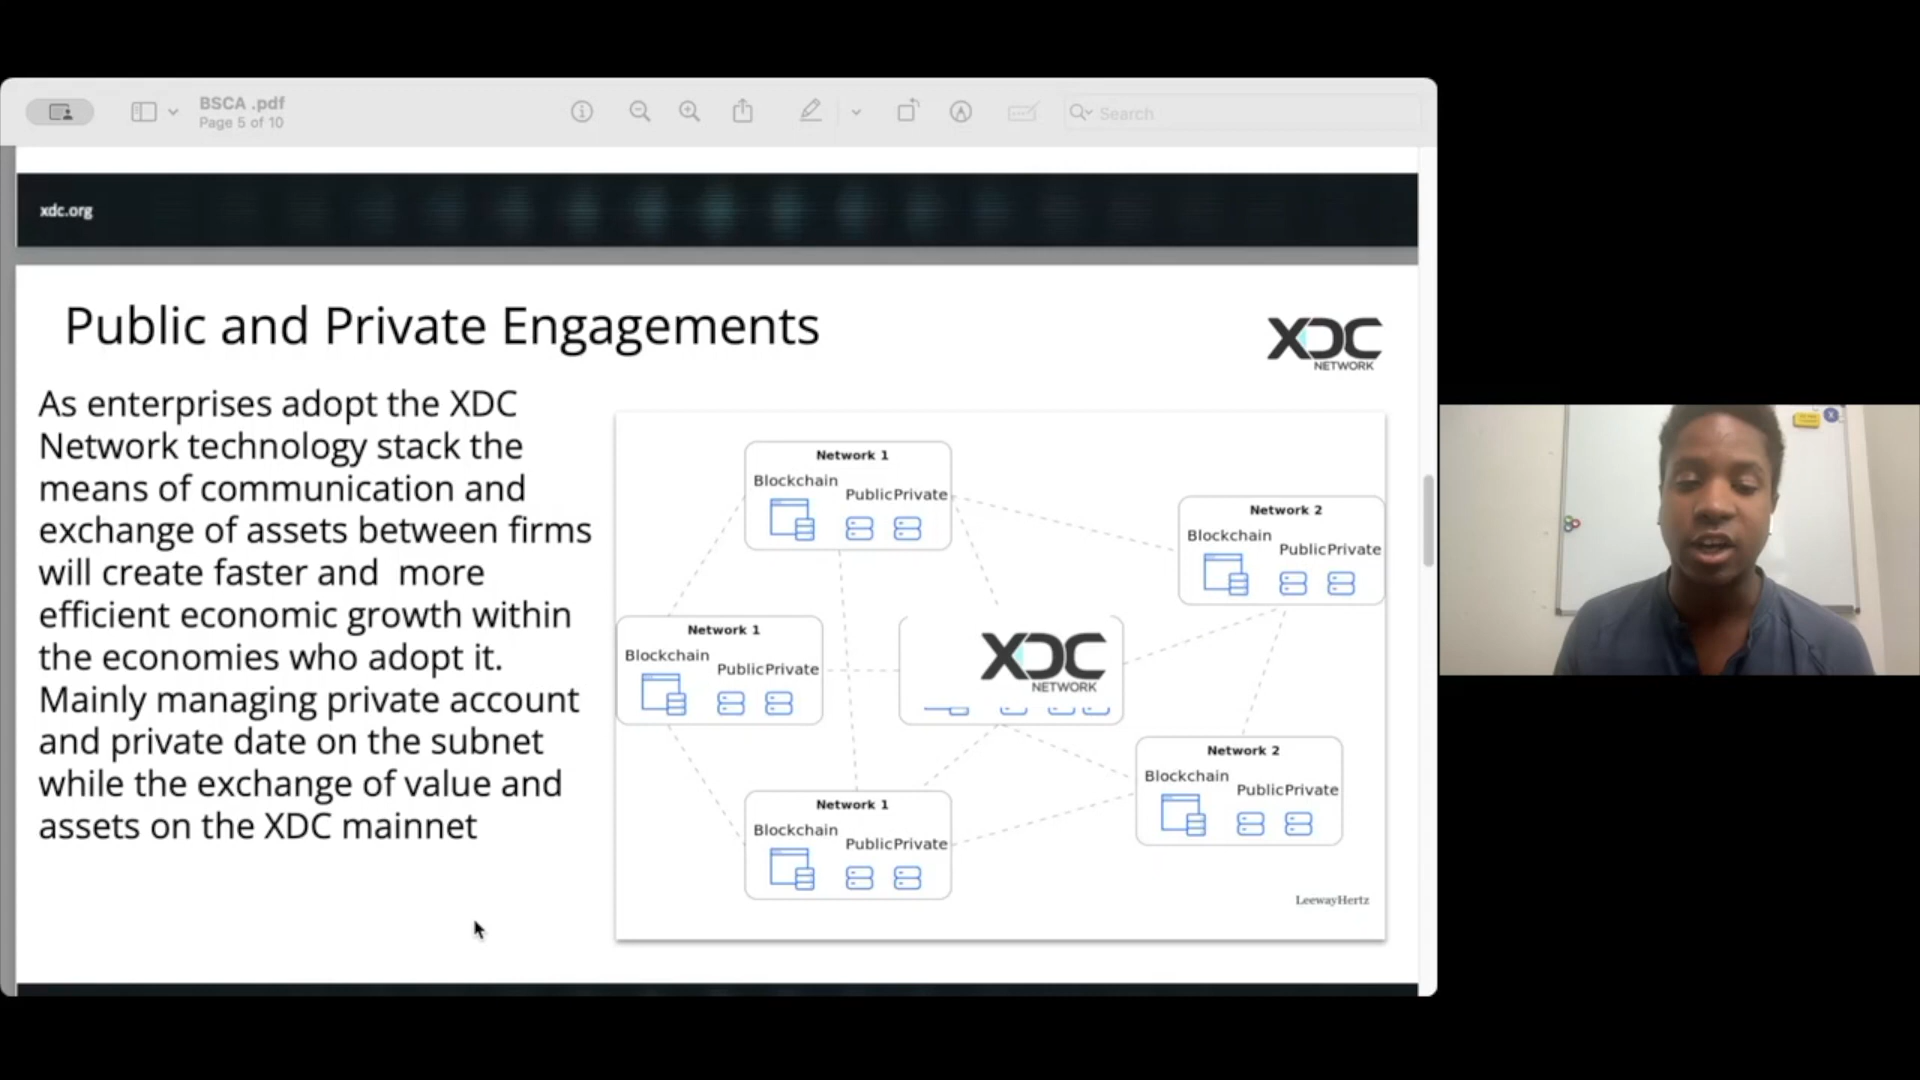 BSCA .pdf
Page 5 of 10
Search
xdc.org
Public and Private Engagements
XDC
NETWORK
As enterprises adopt the XDC
Network technology stack the
means of communication and
exchange of assets between firms
will create faster and  more
efficient economic growth within
the economies who adopt it.
Mainly managing private account
and private date on the subnet
while the exchange of value and
assets on the XDC mainnet
Network 1
Blockchain
PublicPrivate
Network 2
Blockchain
PublicPrivate
Network 1
Blockchain
PublicPrivate
XDC
NETWORK
Network 2
Blockchain
PublicPrivate
Network 1
Blockchain
PublicPrivate
LeewayHertz